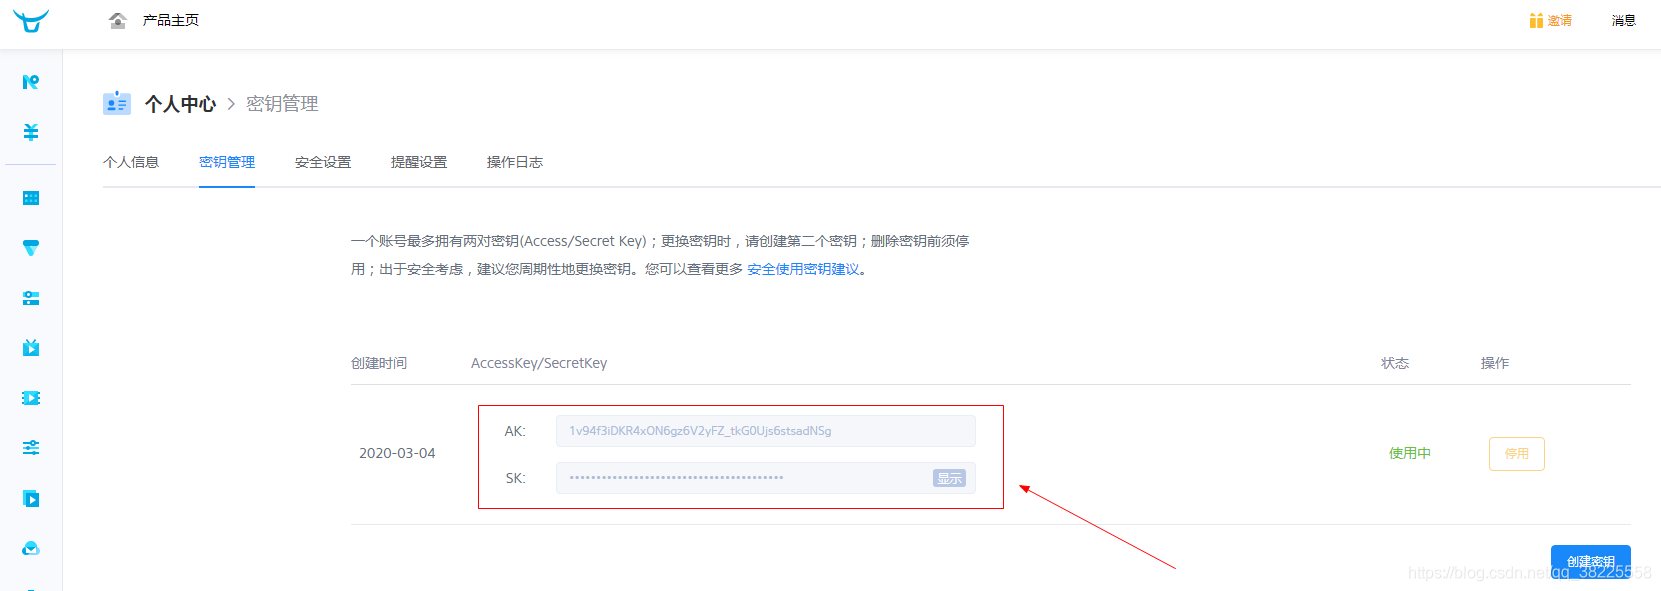 产品主页
邀请
消息
个人中心 > 密钥管理
个人信息
密钥管理
安全设置
提醒设置
操作日志
一个账号最多拥有两对密钥(Access/Secret Key)；更换密钥时，请创建第二个密钥；删除密钥前须停
用；出于安全考虑，建议您周期性地更换密钥。您可以查看更多 安全使用密钥建议。
创建时间
AccessKey/SecretKey
状态
操作
2020-03-04
AK:
1v94f3iDKR4xON6gz6V2yFZ_tkG0Ujs6stsadNSg
SK:
••••••••••••••••••••••••••••••••••••••••
显示
使用中
停用
创建密钥
https://blog.csdn.net/qq_38225558